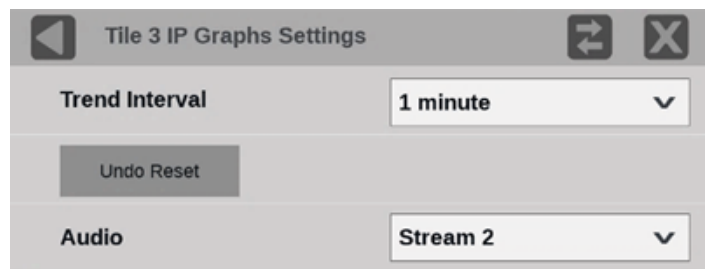 Tile 3 IP Graphs Settings
Trend Interval
1 minute
Undo Reset
Audio
Stream 2